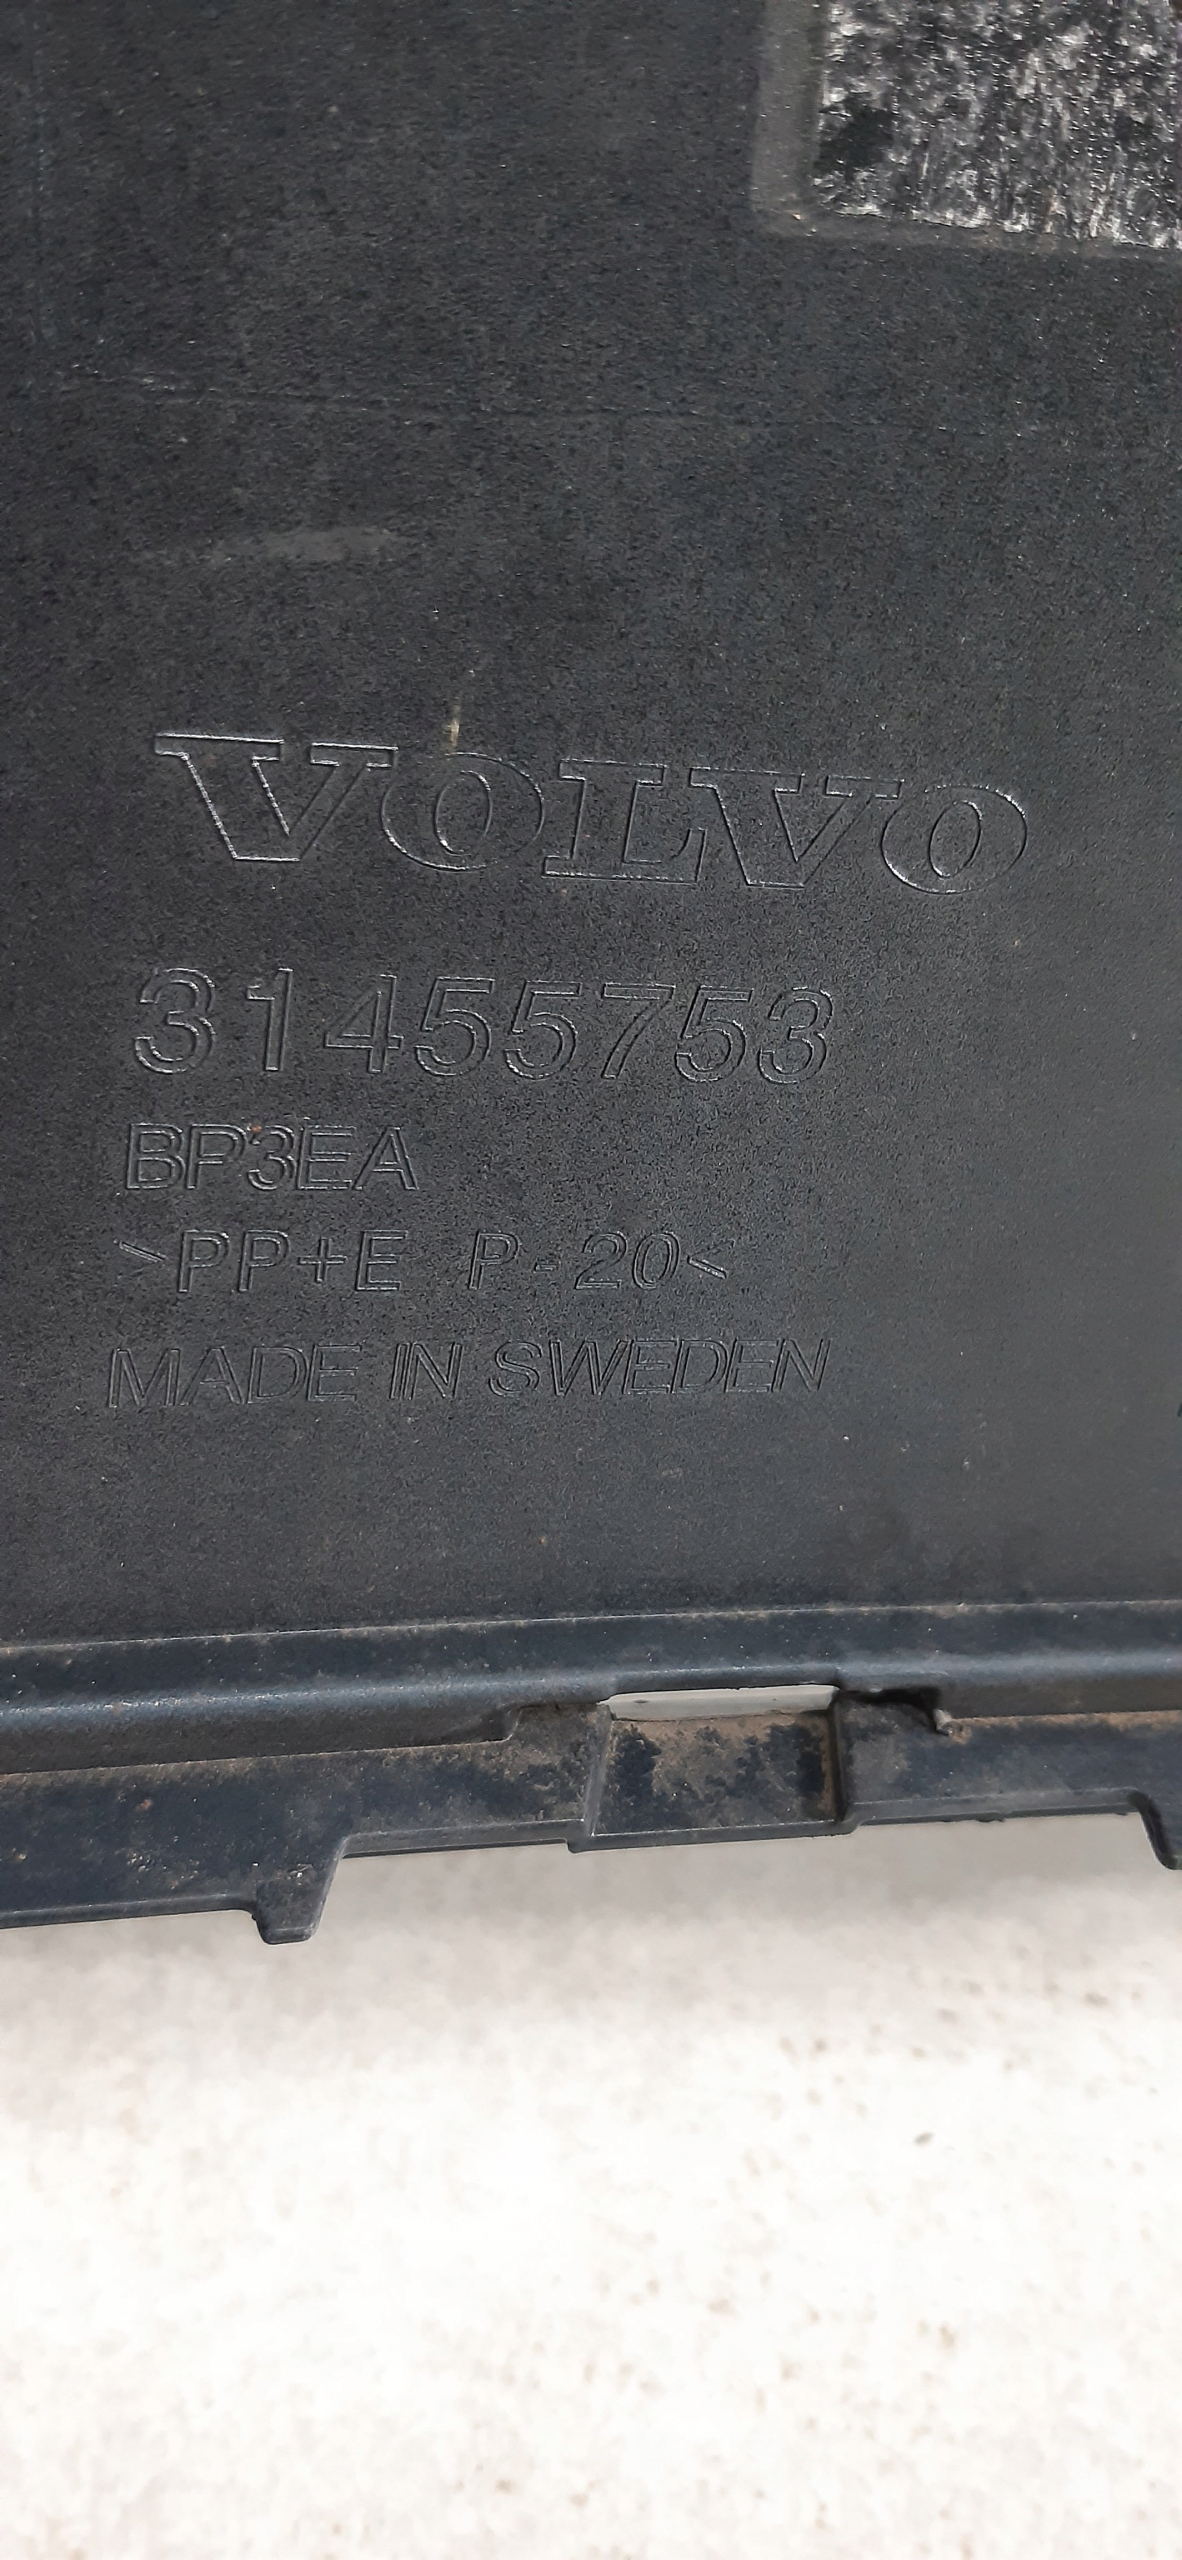 VOLVO
31455753
BP3EA
>PP+E P-20<
MADE IN SWEDEN